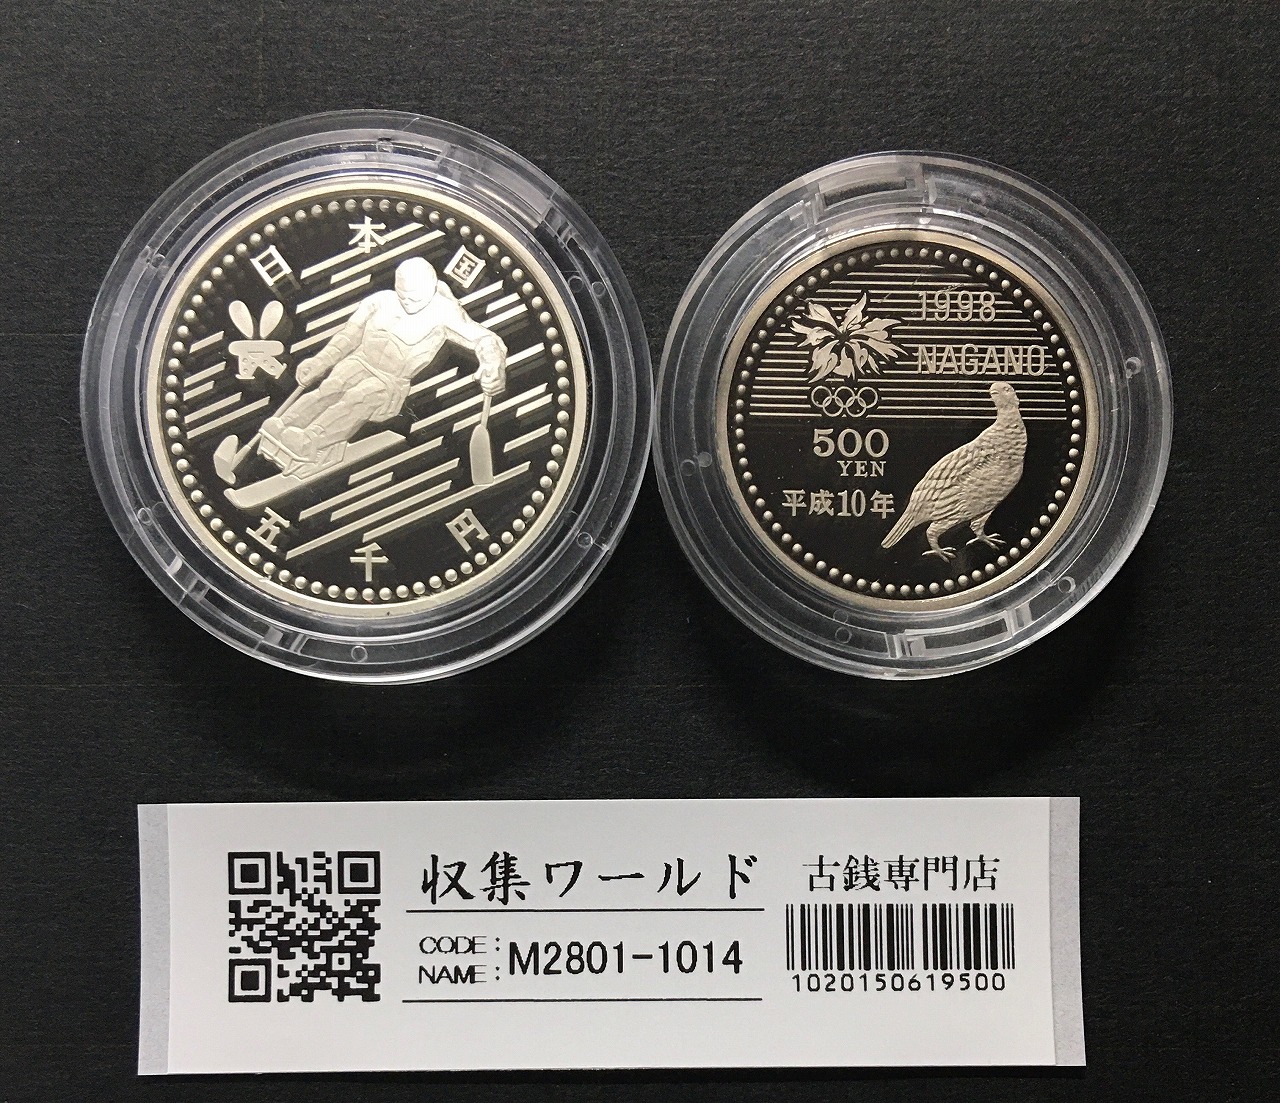 日本国
五千円
1998
NAGANO
500
YEN
平成10年
収集ワールド
古銭専門店
CODE:
NAME:
M2801-1014
1020150619500